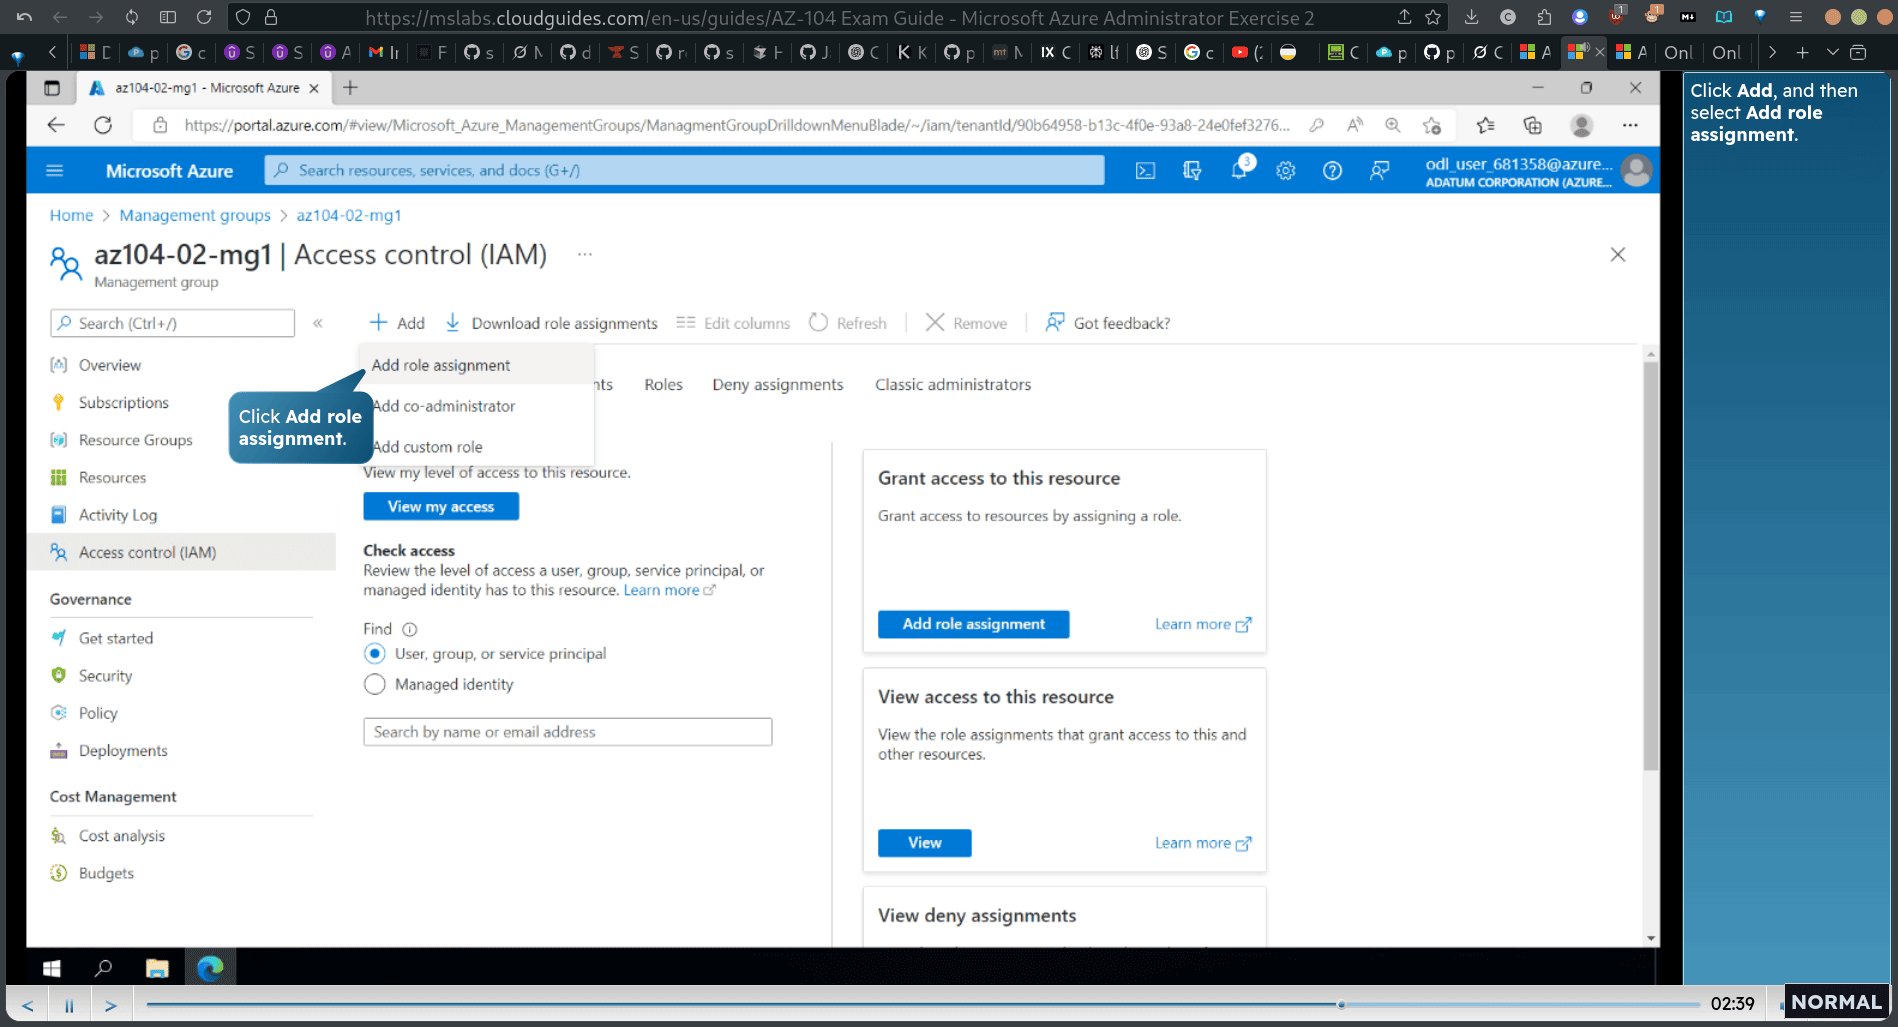 https://mslabs.cloudguides.com/en-us/guides/AZ-104 Exam Guide - Microsoft Azure Administrator Exercise 2
az104-02-mg1 - Microsoft Azure
https://portal.azure.com/#view/Microsoft_Azure_ManagementGroups/ManagmentGroupDrilldownMenuBlade/~/iam/tenantId/90b64958-b13c-4f0e-93a8-24e0fef3276...
Microsoft Azure
Search resources, services, and docs (G+/)
3
odl_user_681358@azure...
ADATUM CORPORATION (AZURE...
Home > Management groups > az104-02-mg1
az104-02-mg1 | Access control (IAM) ...
Management group
Search (Ctrl+/)
«
Add
Download role assignments
Edit columns
Refresh
Remove
Got feedback?
Overview
Subscriptions
Resource Groups
Resources
Activity Log
Access control (IAM)
Governance
Get started
Security
Policy
Deployments
Cost Management
Cost analysis
Budgets
Add role assignment
Add co-administrator
Add custom role
Click Add role
assignment.
nts
Roles
Deny assignments
Classic administrators
View my level of access to this resource.
View my access
Check access
Review the level of access a user, group, service principal, or
managed identity has to this resource. Learn more
Find
User, group, or service principal
Managed identity
Search by name or email address
Grant access to this resource
Grant access to resources by assigning a role.
Add role assignment
Learn more
View access to this resource
View the role assignments that grant access to this and
other resources.
View
Learn more
View deny assignments
Click Add, and then
select Add role
assignment.
02:39
NORMAL